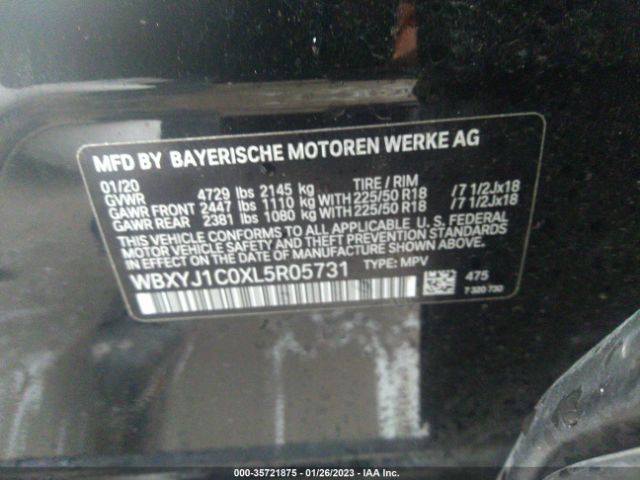 MFD BY BAYERISCHE MOTOREN WERKE AG
01/20 TIRE / RIM
GVWR 4729 lbs 2145 kg
GAWR FRONT 2447 lbs 1110 kg WITH 225/50 R18 /7 1/2Jx18
GAWR REAR 2381 lbs 1080 kg WITH 225/50 R18 /7 1/2Jx18
THIS VEHICLE CONFORMS TO ALL APPLICABLE U. S. FEDERAL
MOTOR VEHICLE SAFETY AND THEFT PREVENTION
STANDARDS IN EFFECT ON THE DATE OF MANUFACTURE
WBXYJ1C0XL5R05731 TYPE: MPV 475
7 320 730
000-35721875 | 01/26/2023 | IAA Inc.